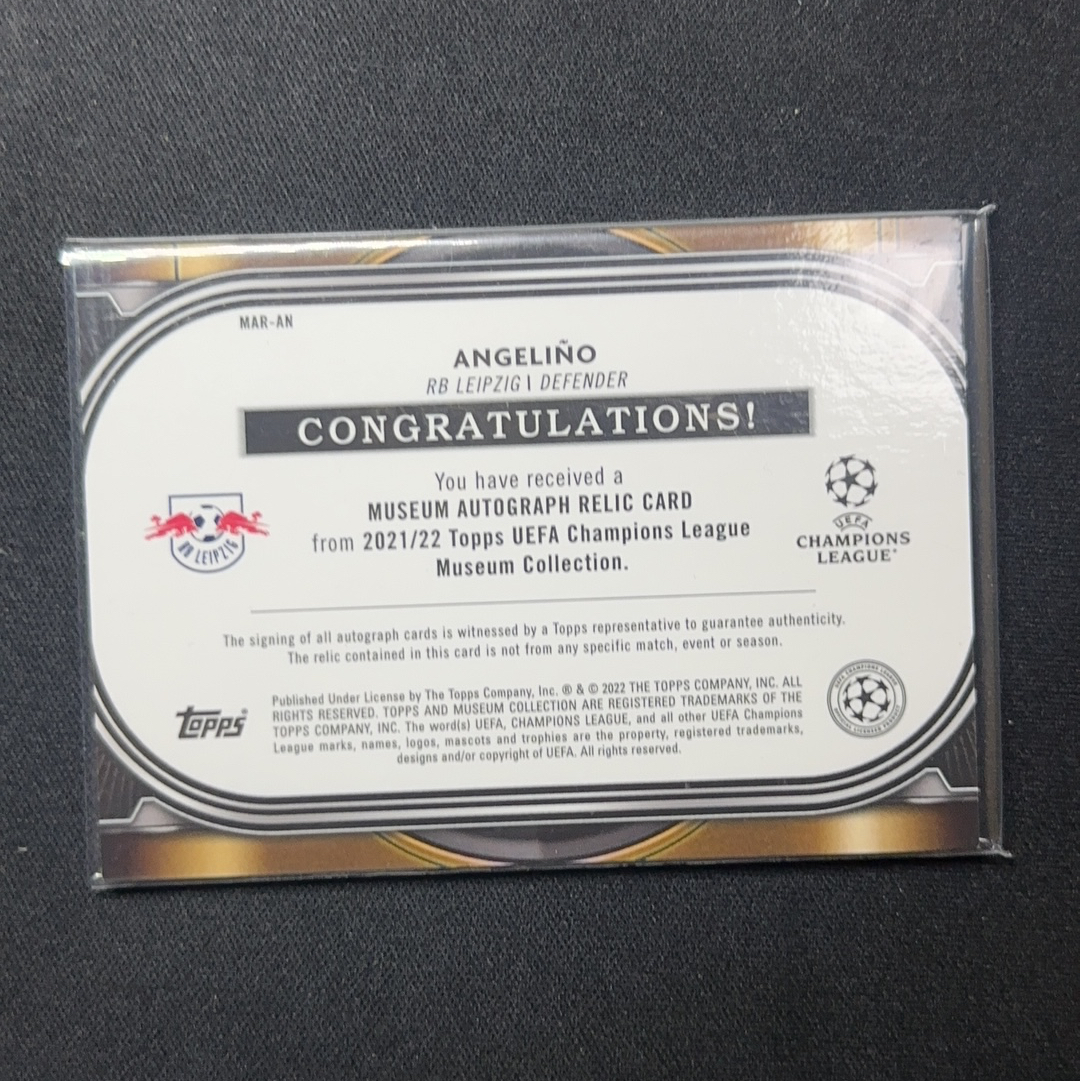 MAR-AN
ANGELIÑO
RB LEIPZIG | DEFENDER
CONGRATULATIONS!
You have received a
MUSEUM AUTOGRAPH RELIC CARD
from 2021/22 Topps UEFA Champions League
Museum Collection.
RB LEIPZIG
UEFA
CHAMPIONS
LEAGUE
The signing of all autograph cards is witnessed by a Topps representative to guarantee authenticity.
The relic contained in this card is not from any specific match, event or season.
topps®
Published Under License by The Topps Company, Inc. ® & © 2022 THE TOPPS COMPANY, INC. ALL
RIGHTS RESERVED. TOPPS AND MUSEUM COLLECTION ARE REGISTERED TRADEMARKS OF THE
TOPPS COMPANY, INC. The word(s) UEFA, CHAMPIONS LEAGUE, and all other UEFA Champions
League marks, names, logos, mascots and trophies are the property, registered trademarks,
designs and/or copyright of UEFA. All rights reserved.